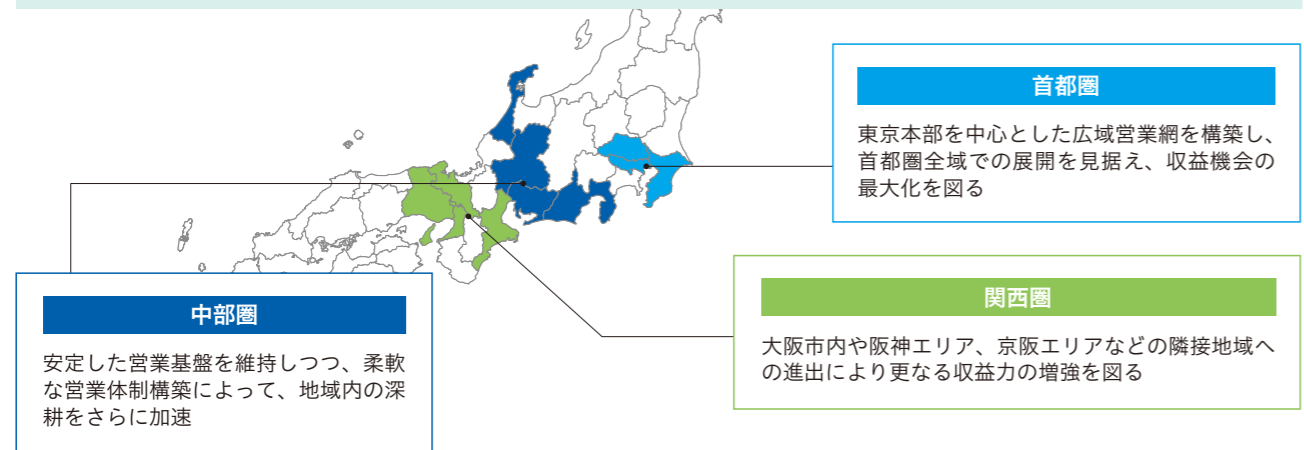 首都圏
東京本部を中心とした広域営業網を構築し、
首都圏全域での展開を見据え、収益機会の
最大化を図る
関西圏
大阪市内や阪神エリア、京阪エリアなどの隣接地域へ
の進出により更なる収益力の増強を図る
中部圏
安定した営業基盤を維持しつつ、柔軟
な営業体制構築によって、地域内の深
耕をさらに加速